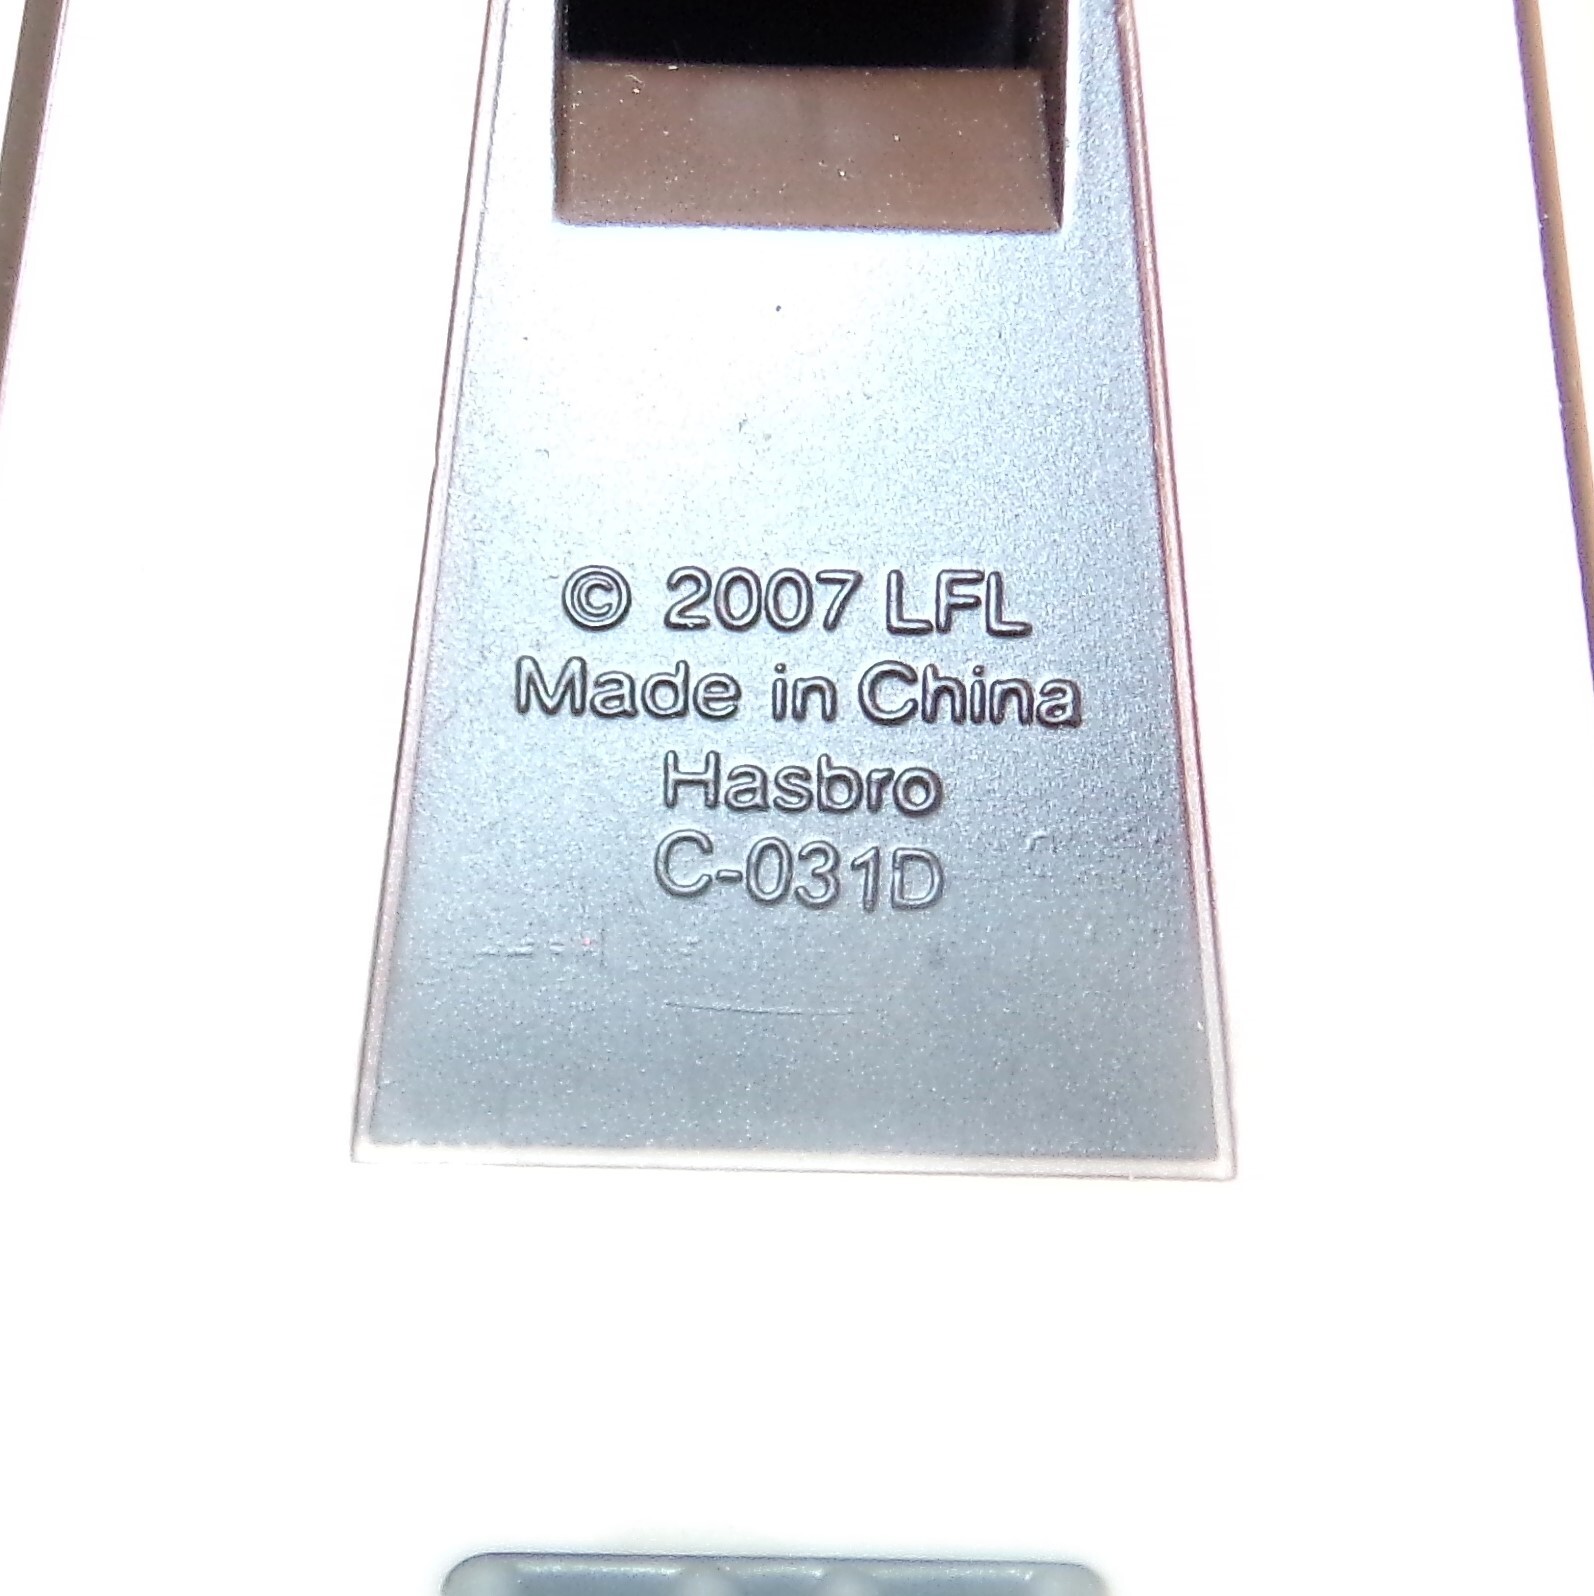 © 2007 LFL
Made in China
Hasbro
C-031D